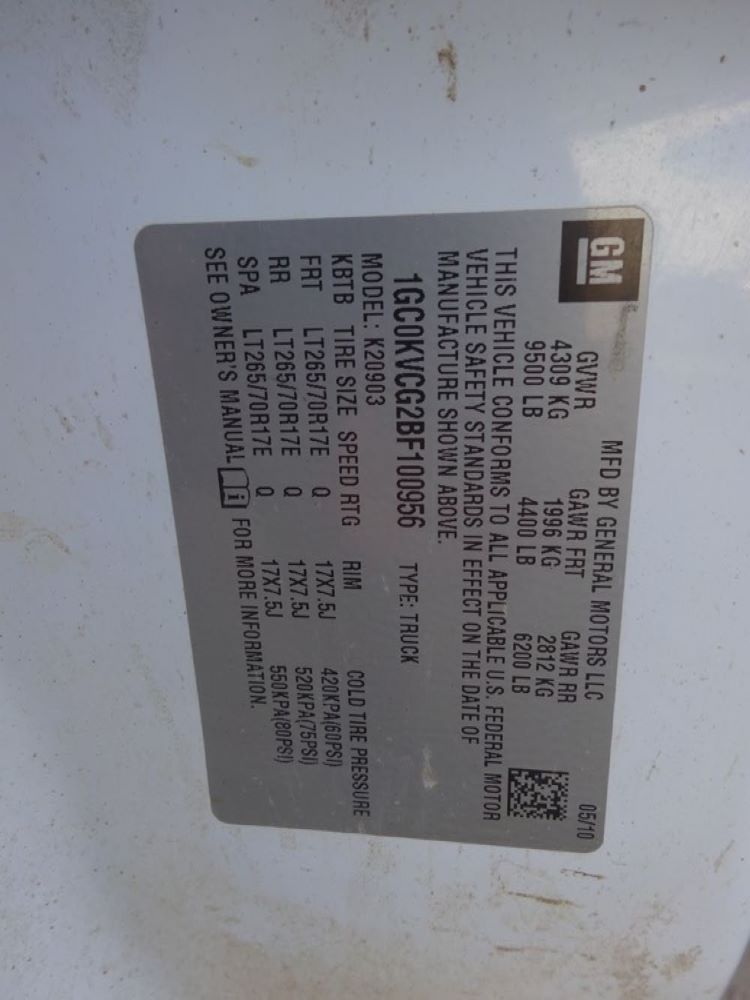 GM
MFD BY GENERAL MOTORS LLC 05/10
GVWR GAWR FRT GAWR RR
4309 KG 1996 KG 2812 KG
9500 LB 4400 LB 6200 LB
THIS VEHICLE CONFORMS TO ALL APPLICABLE U.S. FEDERAL MOTOR
VEHICLE SAFETY STANDARDS IN EFFECT ON THE DATE OF
MANUFACTURE SHOWN ABOVE.
1GC0KVCG2BF100956 TYPE: TRUCK
MODEL: K20903
KBTB TIRE SIZE SPEED RTG RIM COLD TIRE PRESSURE
FRT LT265/70R17E Q 17X7.5J 420KPA(60PSI)
RR LT265/70R17E Q 17X7.5J 520KPA(75PSI)
SPA LT265/70R17E Q 17X7.5J 550KPA(80PSI)
SEE OWNER'S MANUAL FOR MORE INFORMATION.